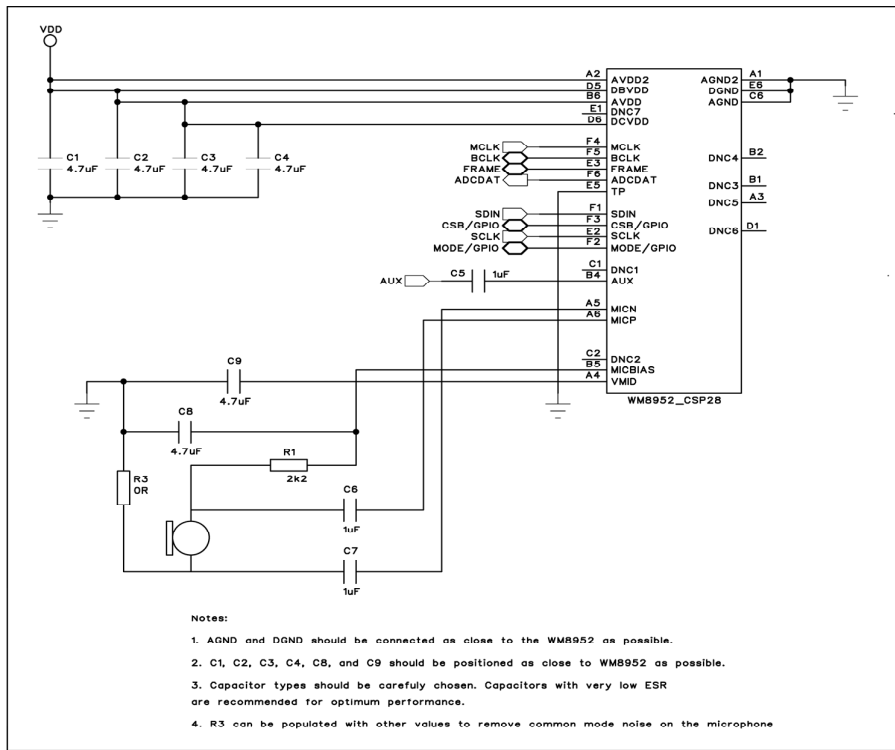 VDD
A2 AVDD2 AGND2 A1
D5 DBVDD DGND E6
B6 AVDD AGND C6
E1 DNC7
D6 DCVDD
MCLK F4 MCLK
BCLK F5 BCLK DNC4 B2
FRAME E3 FRAME
ADCDAT F6 ADCDAT
E5 TP DNC3 B1
DNC5 A3
C1 4.7uF
C2 4.7uF
C3 4.7uF
C4 4.7uF
SDIN F1 SDIN
CSB/GPIO F3 CSB/GPIO
SCLK E2 SCLK DNC6 D1
MODE/GPIO F2 MODE/GPIO
C1 DNC1
AUX C5 1uF B4 AUX
A5 MICN
A6 MICP
C2 DNC2
B5 MICBIAS
A4 VMID
WM8952_CSP28
C9
4.7uF
C8
4.7uF
R1
2k2
R3
0R
C6
1uF
C7
1uF
Notes:
1. AGND and DGND should be connected as close to the WM8952 as possible.
2. C1, C2, C3, C4, C8, and C9 should be positioned as close to WM8952 as possible.
3. Capacitor types should be carefuly chosen. Capacitors with very low ESR
are recommended for optimum performance.
4. R3 can be populated with other values to remove common mode noise on the microphone